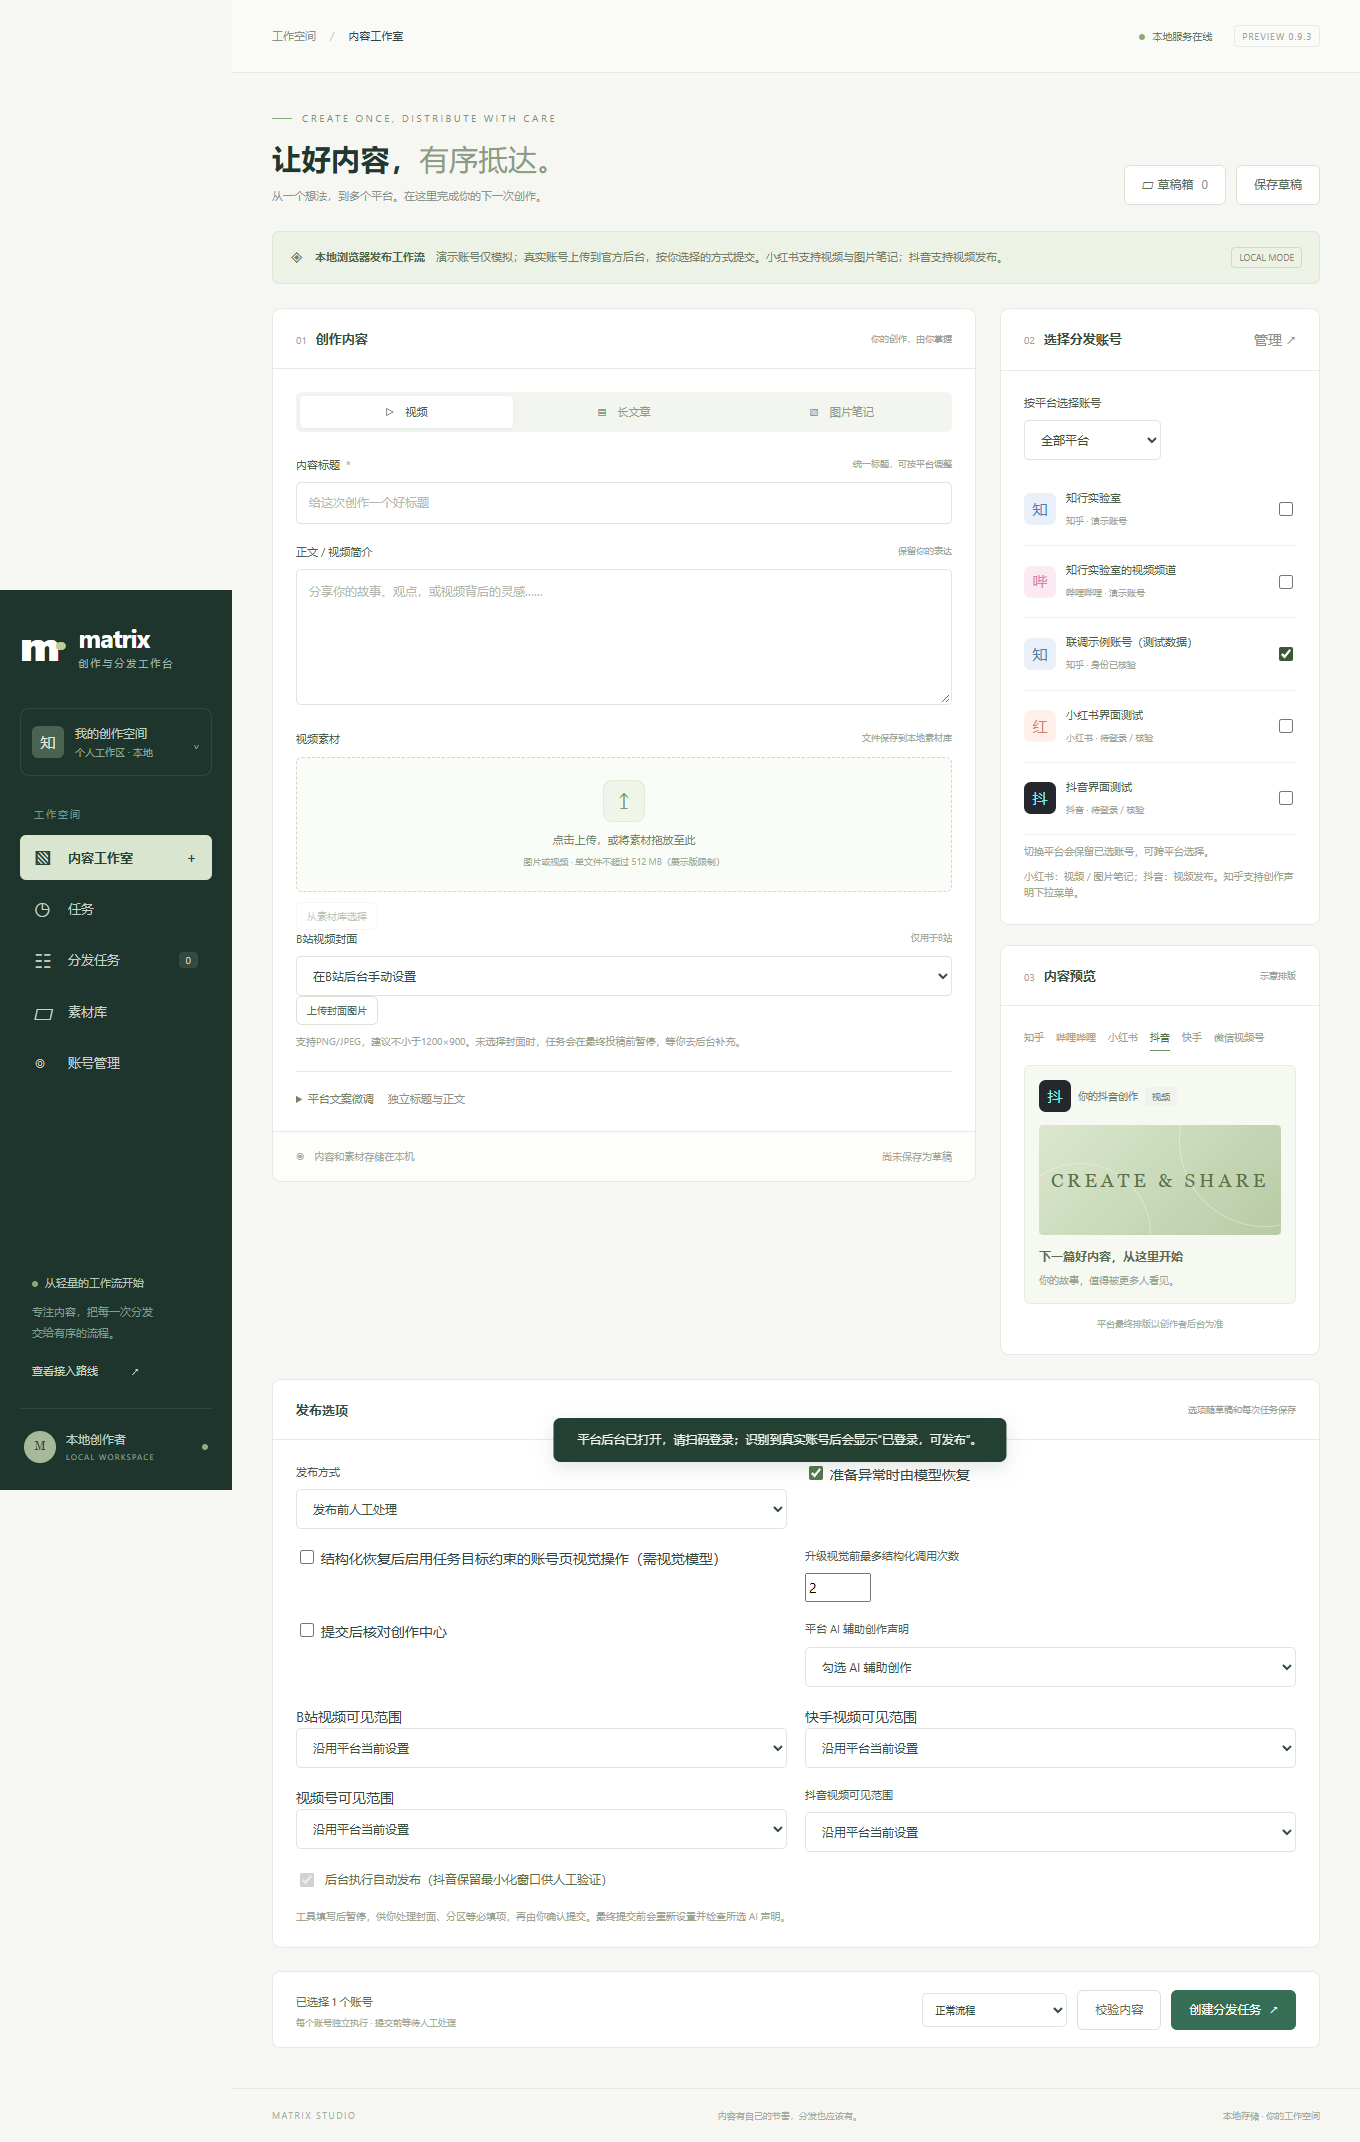 工作空间 / 内容工作室
本地服务在线
PREVIEW 0.9.3
CREATE ONCE, DISTRIBUTE WITH CARE
让好内容，有序抵达。
从一个想法，到多个平台。在这里完成你的下一次创作。
草稿箱 0
保存草稿
本地浏览器发布工作流 演示账号仅模拟；真实账号上传到官方后台，按你选择的方式提交。小红书支持视频与图片笔记；抖音支持视频发布。
LOCAL MODE
matrix
创作与分发工作台
知
我的创作空间
个人工作区 · 本地
工作空间
内容工作室 +
任务
分发任务 0
素材库
账号管理
从轻量的工作流开始
专注内容，把每一次分发
交给有序的流程。
查看接入路线 ↗
M
本地创作者
LOCAL WORKSPACE
01 创作内容
你的创作，由你掌握
视频
长文章
图片笔记
内容标题 *
统一标题，可按平台调整
给这次创作一个好标题
正文 / 视频简介
保留你的表达
分享你的故事、观点，或视频背后的灵感……
视频素材
文件保存到本地素材库
点击上传，或将素材拖放至此
图片或视频 · 单文件不超过 512 MB（展示版限制）
从素材库选择
B站视频封面
仅用于B站
在B站后台手动设置
上传封面图片
支持PNG/JPEG，建议不小于1200×900。未选择封面时，任务会在最终投稿前暂停，等你去后台补充。
平台文案微调 独立标题与正文
内容和素材存储在本机
尚未保存为草稿
02 选择分发账号
管理 ↗
按平台选择账号
全部平台
知
知行实验室
知乎 · 演示账号
哔
知行实验室的视频频道
哔哩哔哩 · 演示账号
知
联调示例账号（测试数据）
知乎 · 身份已核验
红
小红书界面测试
小红书 · 待登录 / 核验
抖
抖音界面测试
抖音 · 待登录 / 核验
切换平台会保留已选账号，可跨平台选择。
小红书：视频 / 图片笔记；抖音：视频发布。知乎支持创作声
明下拉菜单。
03 内容预览
示意排版
知乎 哔哩哔哩 小红书 抖音 快手 微信视频号
抖
你的抖音创作
视频
CREATE & SHARE
下一篇好内容，从这里开始
你的故事，值得被更多人看见。
平台最终排版以创作者后台为准
发布选项
选项随草稿和每次任务保存
平台后台已打开，请扫码登录；识别到真实账号后会显示“已登录，可发布”。
发布方式
发布前人工处理
准备异常时由模型恢复
结构化恢复后启用任务目标约束的账号页视觉操作（需视觉模型）
升级视觉前最多结构化调用次数
2
提交后核对创作中心
平台 AI 辅助创作声明
勾选 AI 辅助创作
B站视频可见范围
沿用平台当前设置
快手视频可见范围
沿用平台当前设置
视频号可见范围
沿用平台当前设置
抖音视频可见范围
沿用平台当前设置
后台执行自动发布（抖音保留最小化窗口供人工验证）
工具填写后暂停，供你处理封面、分区等必填项，再由你确认提交。最终提交前会重新设置并检查所选 AI 声明。
已选择 1 个账号
每个账号独立执行 · 提交前等待人工处理
正常流程
校验内容
创建分发任务 ↗
MATRIX STUDIO
内容有自己的节奏，分发也应该有。
本地存储 · 你的工作空间